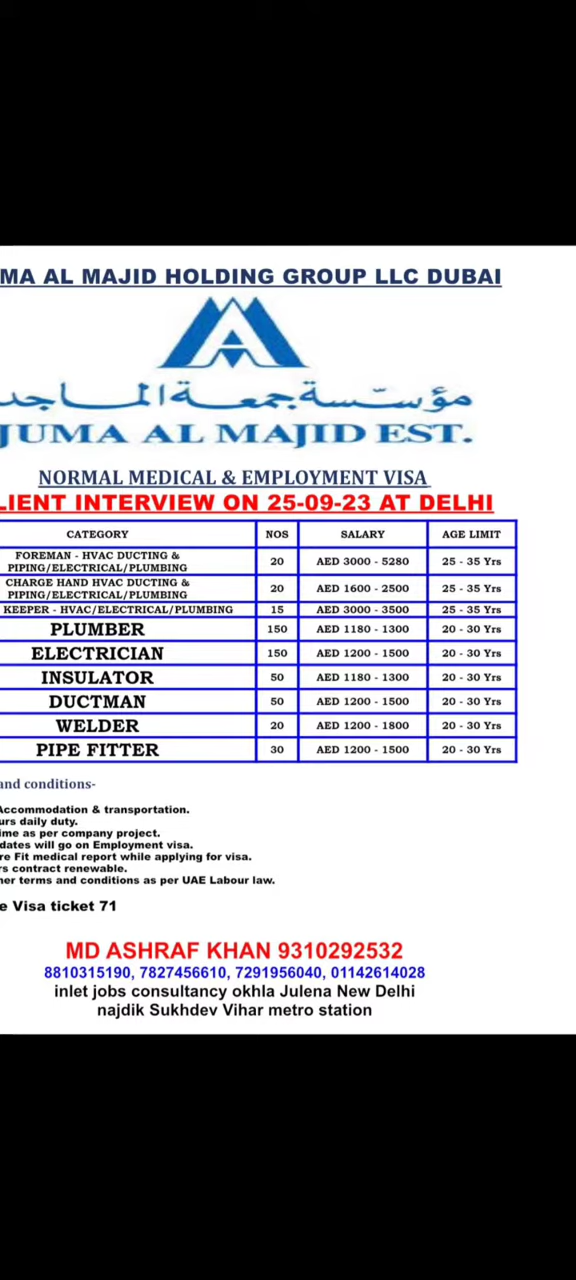 MA AL MAJID HOLDING GROUP LLC DUBAI
مؤسسة جمعة الماجد
JUMA AL MAJID EST.
NORMAL MEDICAL & EMPLOYMENT VISA
LIENT INTERVIEW ON 25-09-23 AT DELHI
CATEGORY NOS SALARY AGE LIMIT
FOREMAN - HVAC DUCTING &
PIPING/ELECTRICAL/PLUMBING 20 AED 3000 - 5280 25 - 35 Yrs
CHARGE HAND HVAC DUCTING &
PIPING/ELECTRICAL/PLUMBING 20 AED 1600 - 2500 25 - 35 Yrs
KEEPER - HVAC/ELECTRICAL/PLUMBING 15 AED 3000 - 3500 25 - 35 Yrs
PLUMBER 150 AED 1180 - 1300 20 - 30 Yrs
ELECTRICIAN 150 AED 1200 - 1500 20 - 30 Yrs
INSULATOR 50 AED 1180 - 1300 20 - 30 Yrs
DUCTMAN 50 AED 1200 - 1500 20 - 30 Yrs
WELDER 20 AED 1200 - 1800 20 - 30 Yrs
PIPE FITTER 30 AED 1200 - 1500 20 - 30 Yrs
and conditions-
Accommodation & transportation.
urs daily duty.
ime as per company project.
dates will go on Employment visa.
re Fit medical report while applying for visa.
rs contract renewable.
ner terms and conditions as per UAE Labour law.
e Visa ticket 71
MD ASHRAF KHAN 9310292532
8810315190, 7827456610, 7291956040, 01142614028
inlet jobs consultancy okhla Julena New Delhi
najdik Sukhdev Vihar metro station